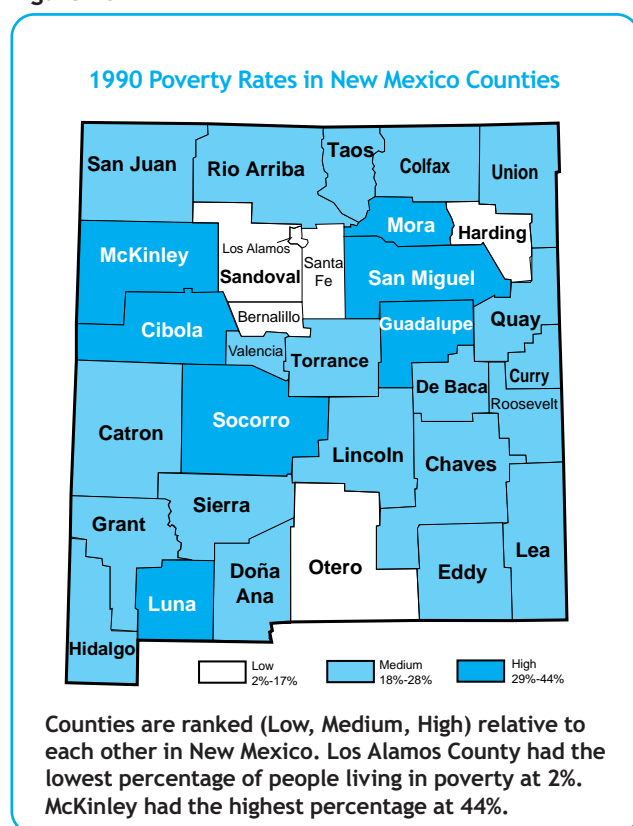 1990 Poverty Rates in New Mexico Counties
San Juan
Rio Arriba
Taos
Colfax
Union
Mora
Harding
McKinley
Los Alamos
Sandoval
Santa
Fe
San Miguel
Cibola
Bernalillo
Guadalupe
Quay
Valencia
Torrance
Curry
De Baca
Roosevelt
Catron
Socorro
Lincoln
Chaves
Sierra
Grant
Lea
Otero
Eddy
Doña
Ana
Luna
Hidalgo
Low
2%-17%
Medium
18%-28%
High
29%-44%
Counties are ranked (Low, Medium, High) relative to
each other in New Mexico. Los Alamos County had the
lowest percentage of people living in poverty at 2%.
McKinley had the highest percentage at 44%.